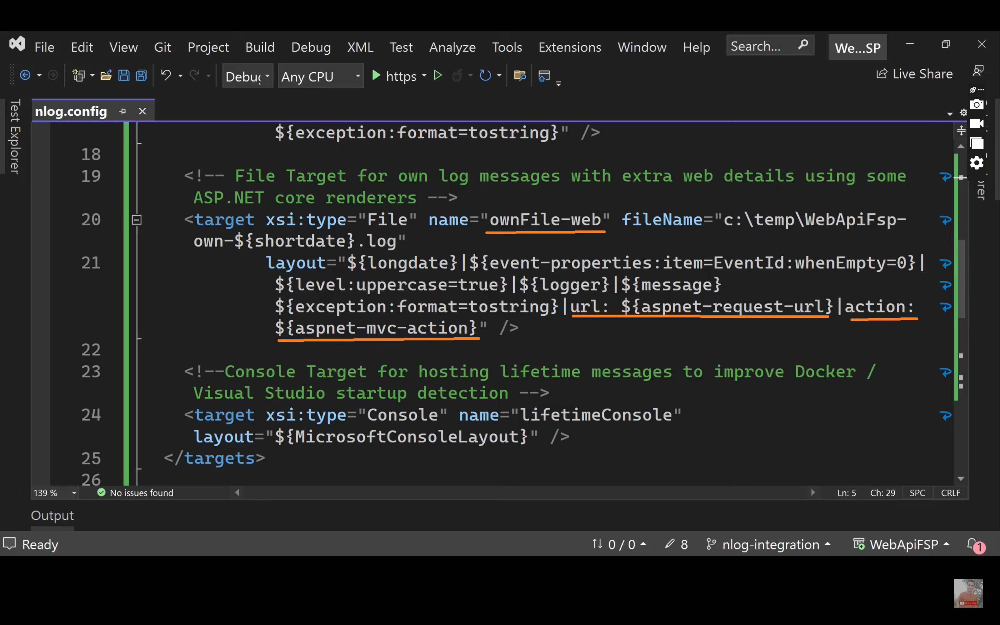 File Edit View Git Project Build Debug XML Test Analyze Tools Extensions Window Help Search... We...SP
Debug Any CPU https Live Share
Test Explorer
nlog.config
${exception:format=tostring}" />
18
19 <!-- File Target for own log messages with extra web details using some
ASP.NET core renderers -->
20 <target xsi:type="File" name="ownFile-web" fileName="c:\temp\WebApiFsp-
own-${shortdate}.log"
21 layout="${longdate}|${event-properties:item=EventId:whenEmpty=0}|
${level:uppercase=true}|${logger}|${message}
${exception:format=tostring}|url: ${aspnet-request-url}|action:
${aspnet-mvc-action}" />
22
23 <!--Console Target for hosting lifetime messages to improve Docker /
Visual Studio startup detection -->
24 <target xsi:type="Console" name="lifetimeConsole"
layout="${MicrosoftConsoleLayout}" />
25 </targets>
26
139 % No issues found Ln: 5 Ch: 29 SPC CRLF
Output
Ready 0 / 0 8 nlog-integration WebApiFSP 1
Subscribe